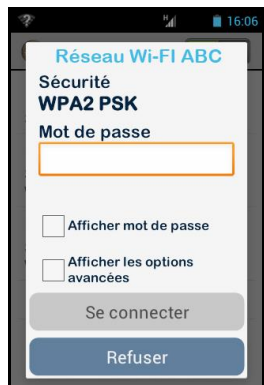 H 16:06
Réseau Wi-FI ABC
Sécurité
WPA2 PSK
Mot de passe
Afficher mot de passe
Afficher les options
avancées
Se connecter
Refuser